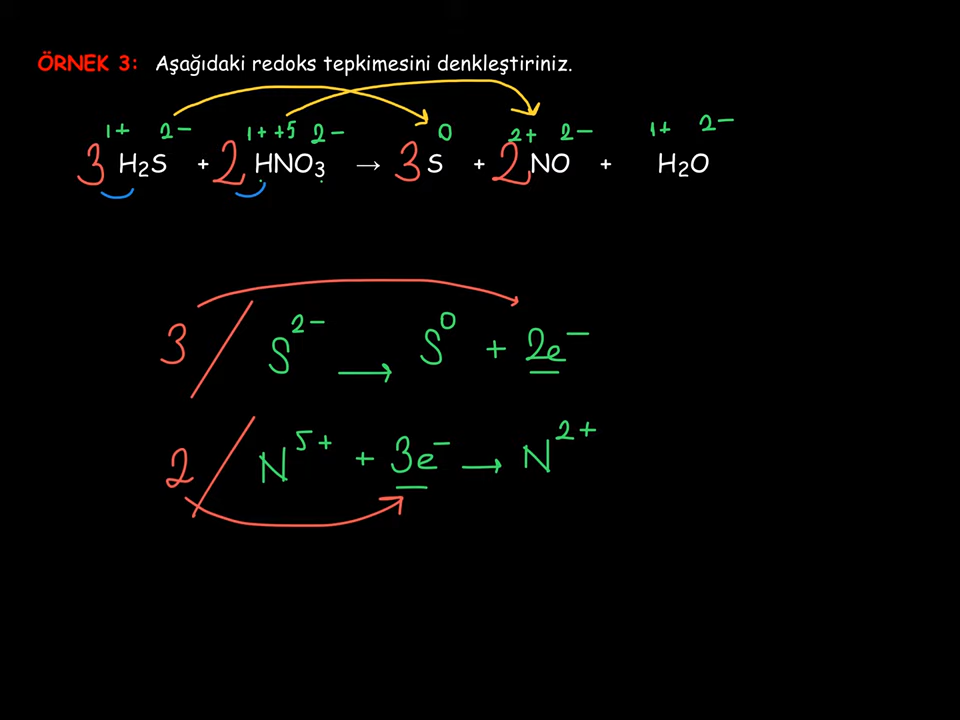 ÖRNEK 3: Aşağıdaki redoks tepkimesini denkleştiriniz.
1+ 2- 1+ +5 2- 0 2+ 2- 1+ 2-
3 H₂S + 2 HNO₃ → 3 S + 2 NO + H₂O
3 / S²⁻ → S⁰ + 2e⁻
2 / N⁵⁺ + 3e⁻ → N²⁺